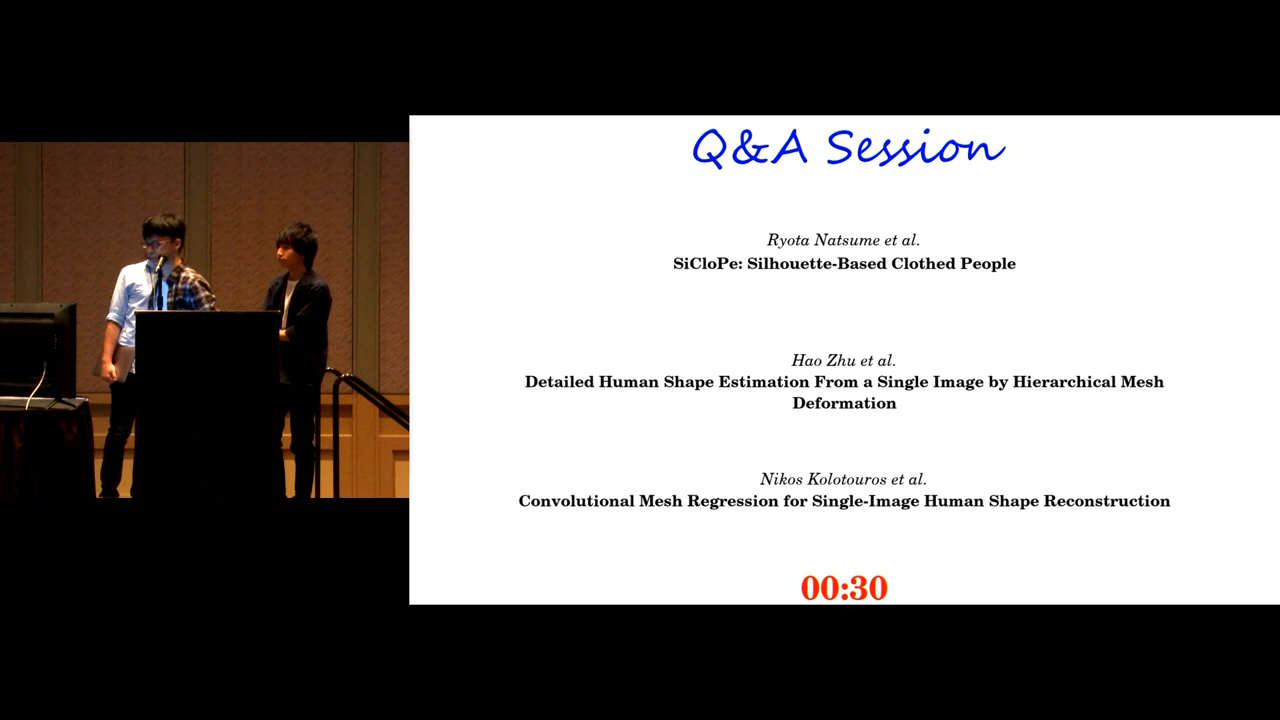 Q&A Session
Ryota Natsume et al.
SiCloPe: Silhouette-Based Clothed People
Hao Zhu et al.
Detailed Human Shape Estimation From a Single Image by Hierarchical Mesh
Deformation
Nikos Kolotouros et al.
Convolutional Mesh Regression for Single-Image Human Shape Reconstruction
00:30